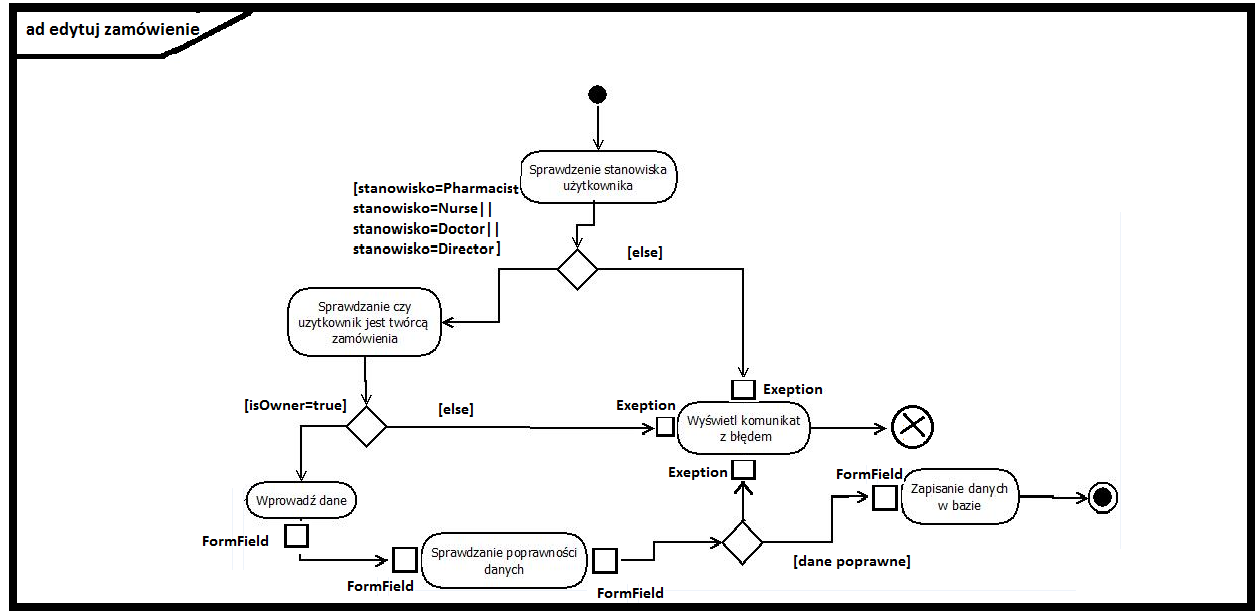 ad edytuj zamówienie
Sprawdzenie stanowiska
użytkownika
[stanowisko=Pharmacist
stanowisko=Nurse||
stanowisko=Doctor||
stanowisko=Director]
[else]
Sprawdzanie czy
uzytkownik jest twórcą
zamówienia
Exeption
[isOwner=true]
[else]
Exeption
Wyświetl komunikat
z błędem
Exeption
FormField
Zapisanie danych
w bazie
Wprowadź dane
FormField
Sprawdzanie poprawności
danych
[dane poprawne]
FormField
FormField